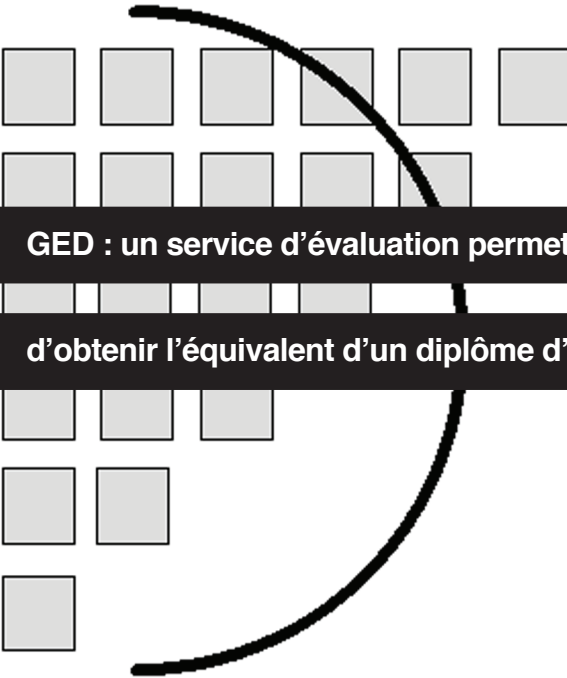 GED : un service d’évaluation permet
d’obtenir l’équivalent d’un diplôme d’